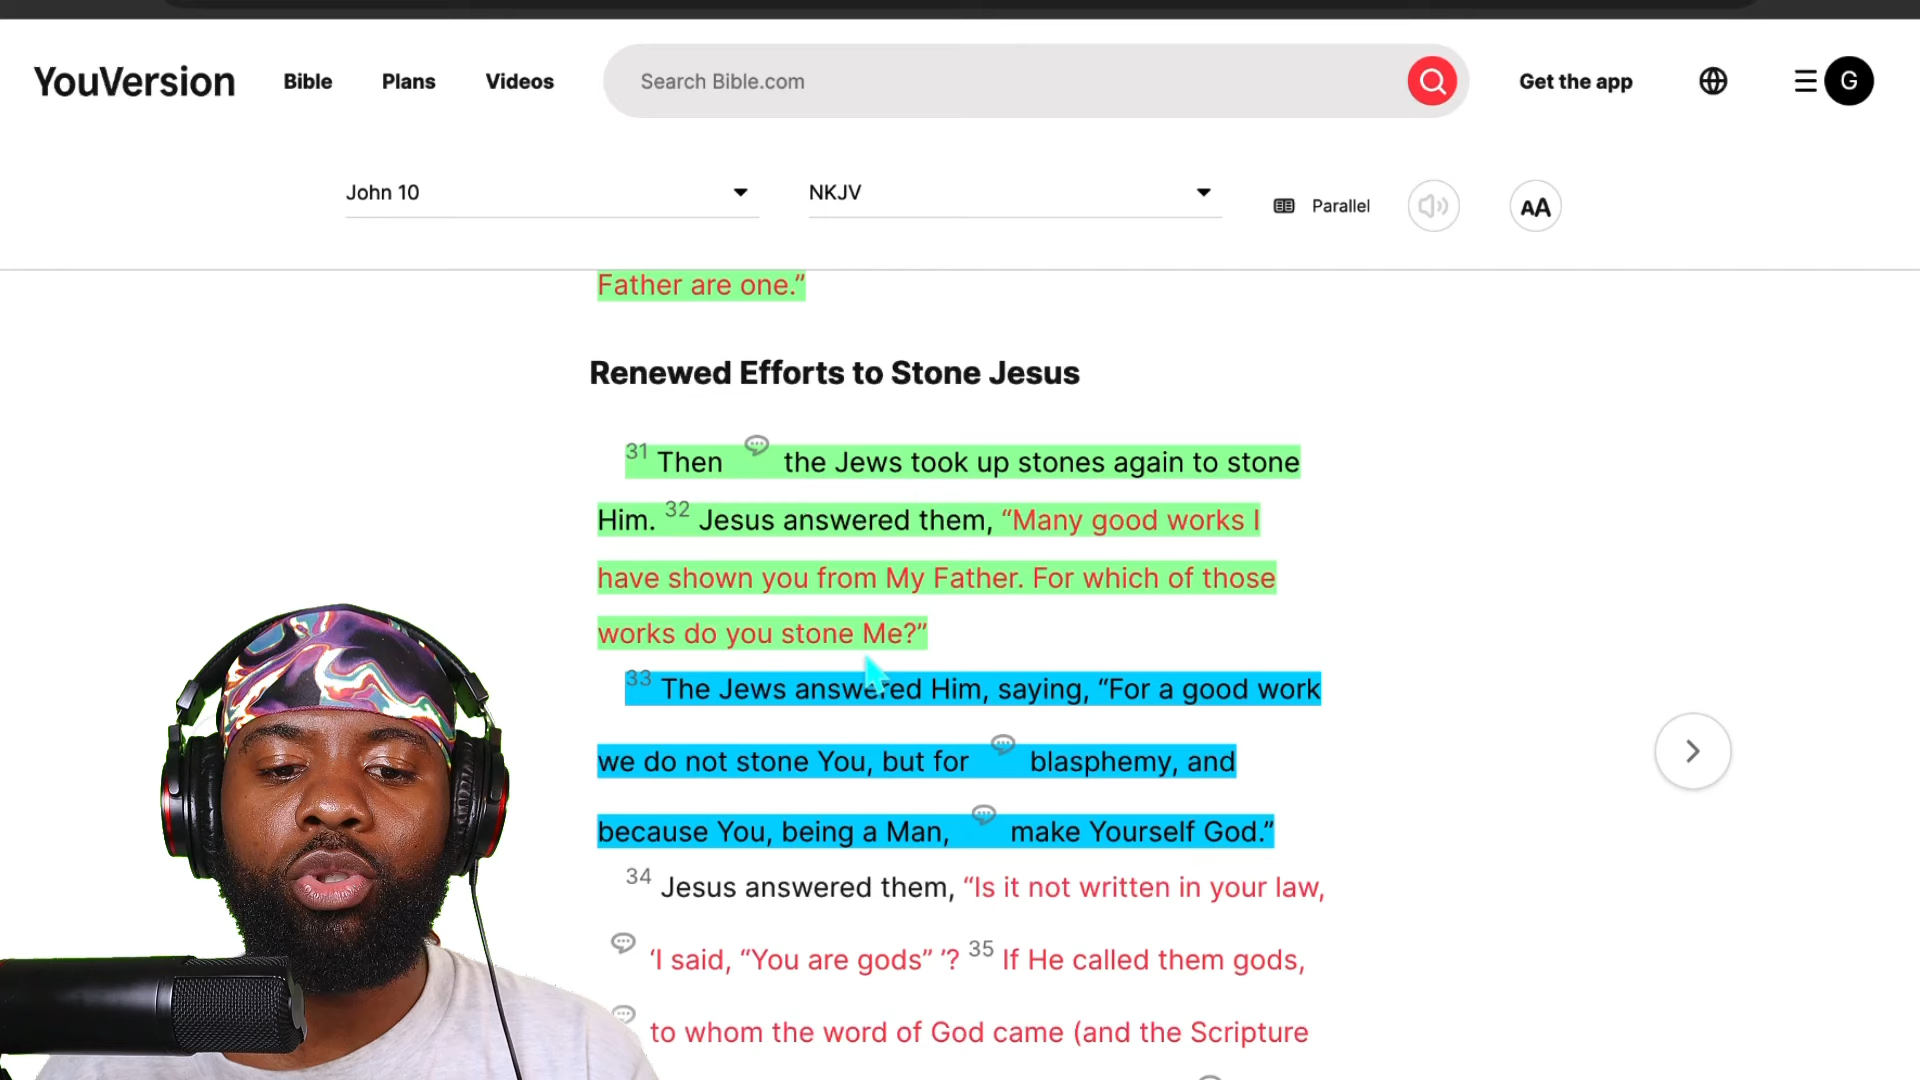 YouVersion Bible Plans Videos Search Bible.com Get the app G
John 10 NKJV Parallel AA
Father are one.”
Renewed Efforts to Stone Jesus
31 Then the Jews took up stones again to stone
Him. 32 Jesus answered them, “Many good works I
have shown you from My Father. For which of those
works do you stone Me?”
33 The Jews answered Him, saying, “For a good work
we do not stone You, but for blasphemy, and
because You, being a Man, make Yourself God.”
34 Jesus answered them, “Is it not written in your law,
‘I said, “You are gods” ’? 35 If He called them gods,
to whom the word of God came (and the Scripture